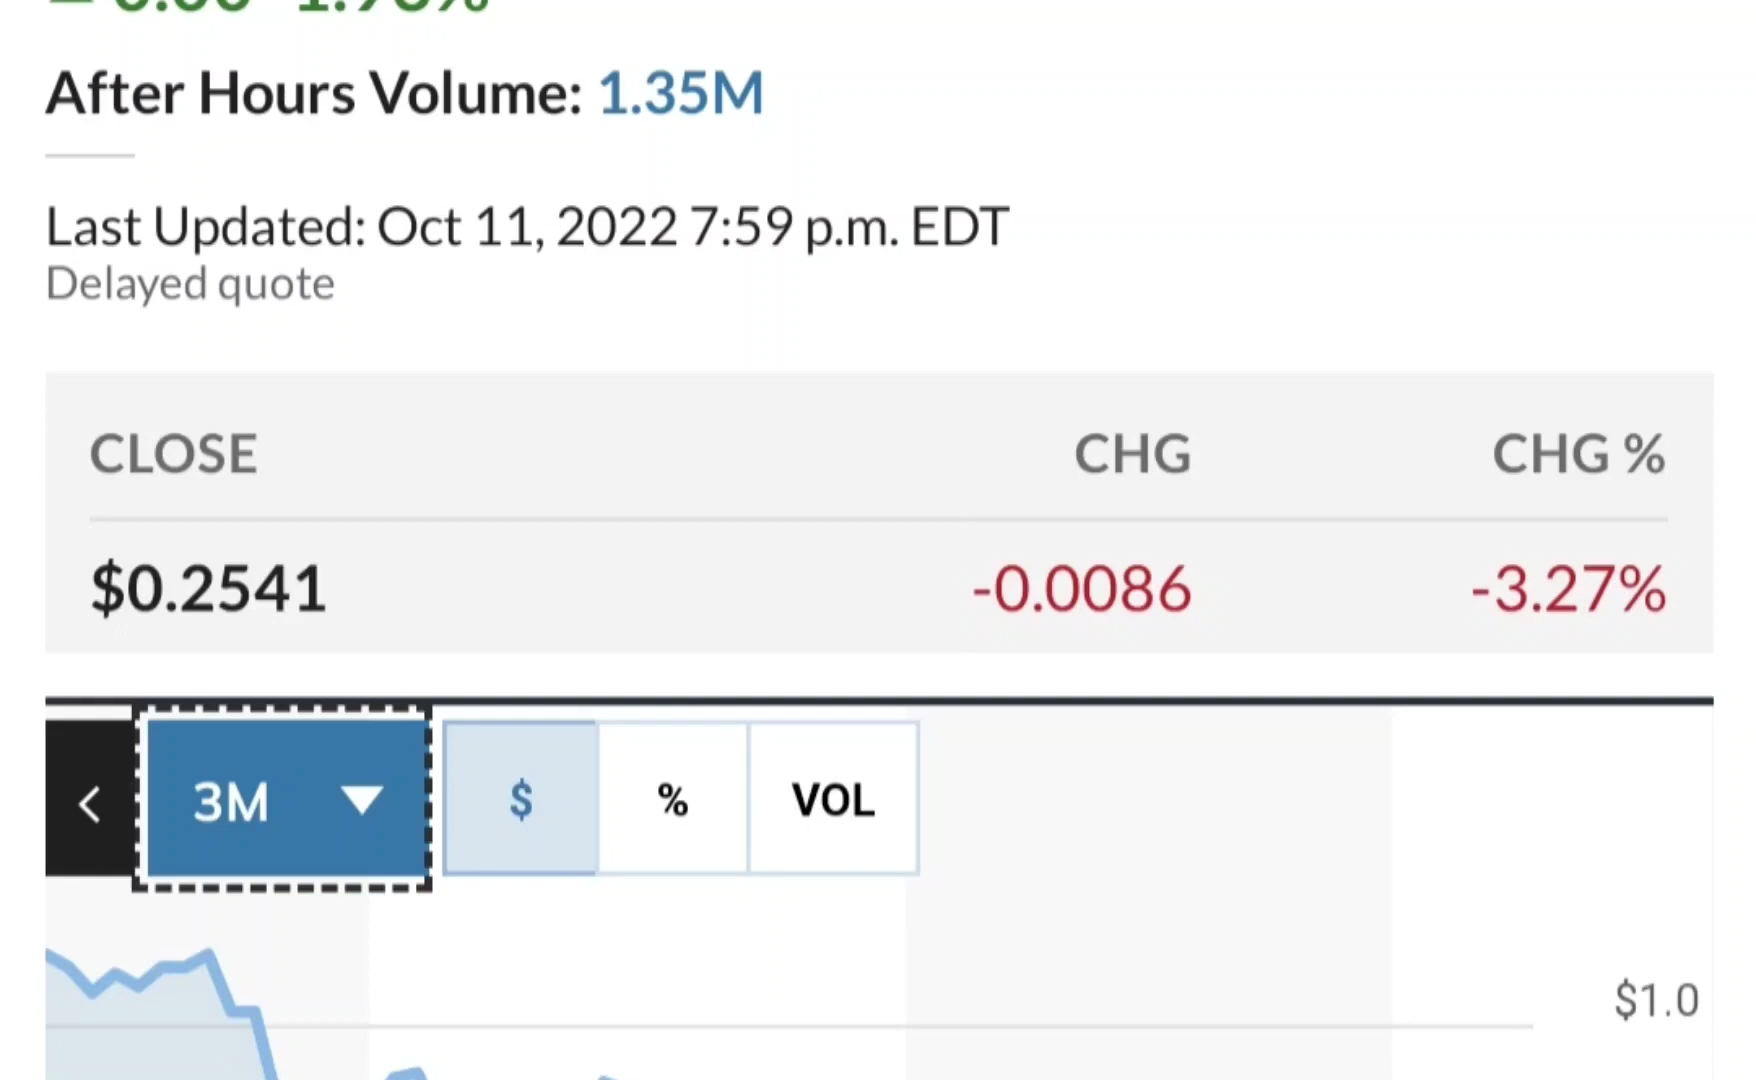 After Hours Volume: 1.35M
Last Updated: Oct 11, 2022 7:59 p.m. EDT
Delayed quote
CLOSE CHG CHG %
$0.2541 -0.0086 -3.27%
3M $ % VOL
$1.0